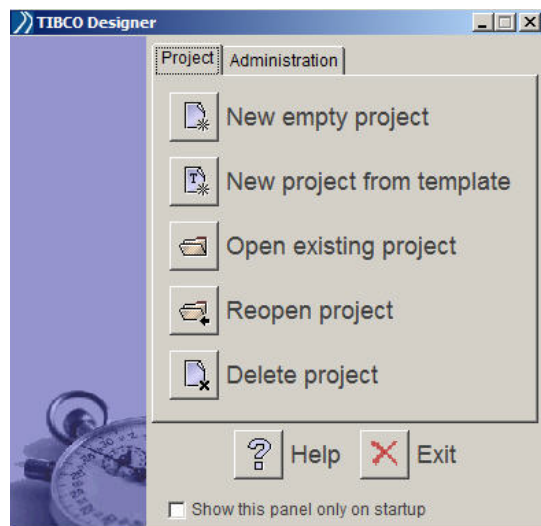 TIBCO Designer
Project Administration
New empty project
New project from template
Open existing project
Reopen project
Delete project
Help Exit
Show this panel only on startup